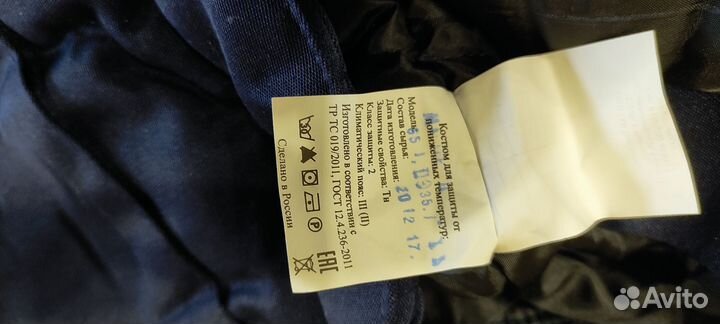 Костюм для защиты от
пониженных температур:
Модель:
Состав сырья:
Дата изготовления: 20 12 17.
Защитные свойства: Тн
Класс защиты: 2
Климатический пояс: III (II)
Изготовлено в соответствии с
ТР ТС 019/2011, ГОСТ 12.4.236-2011
30
P
EAC
Сделано в России
Avito